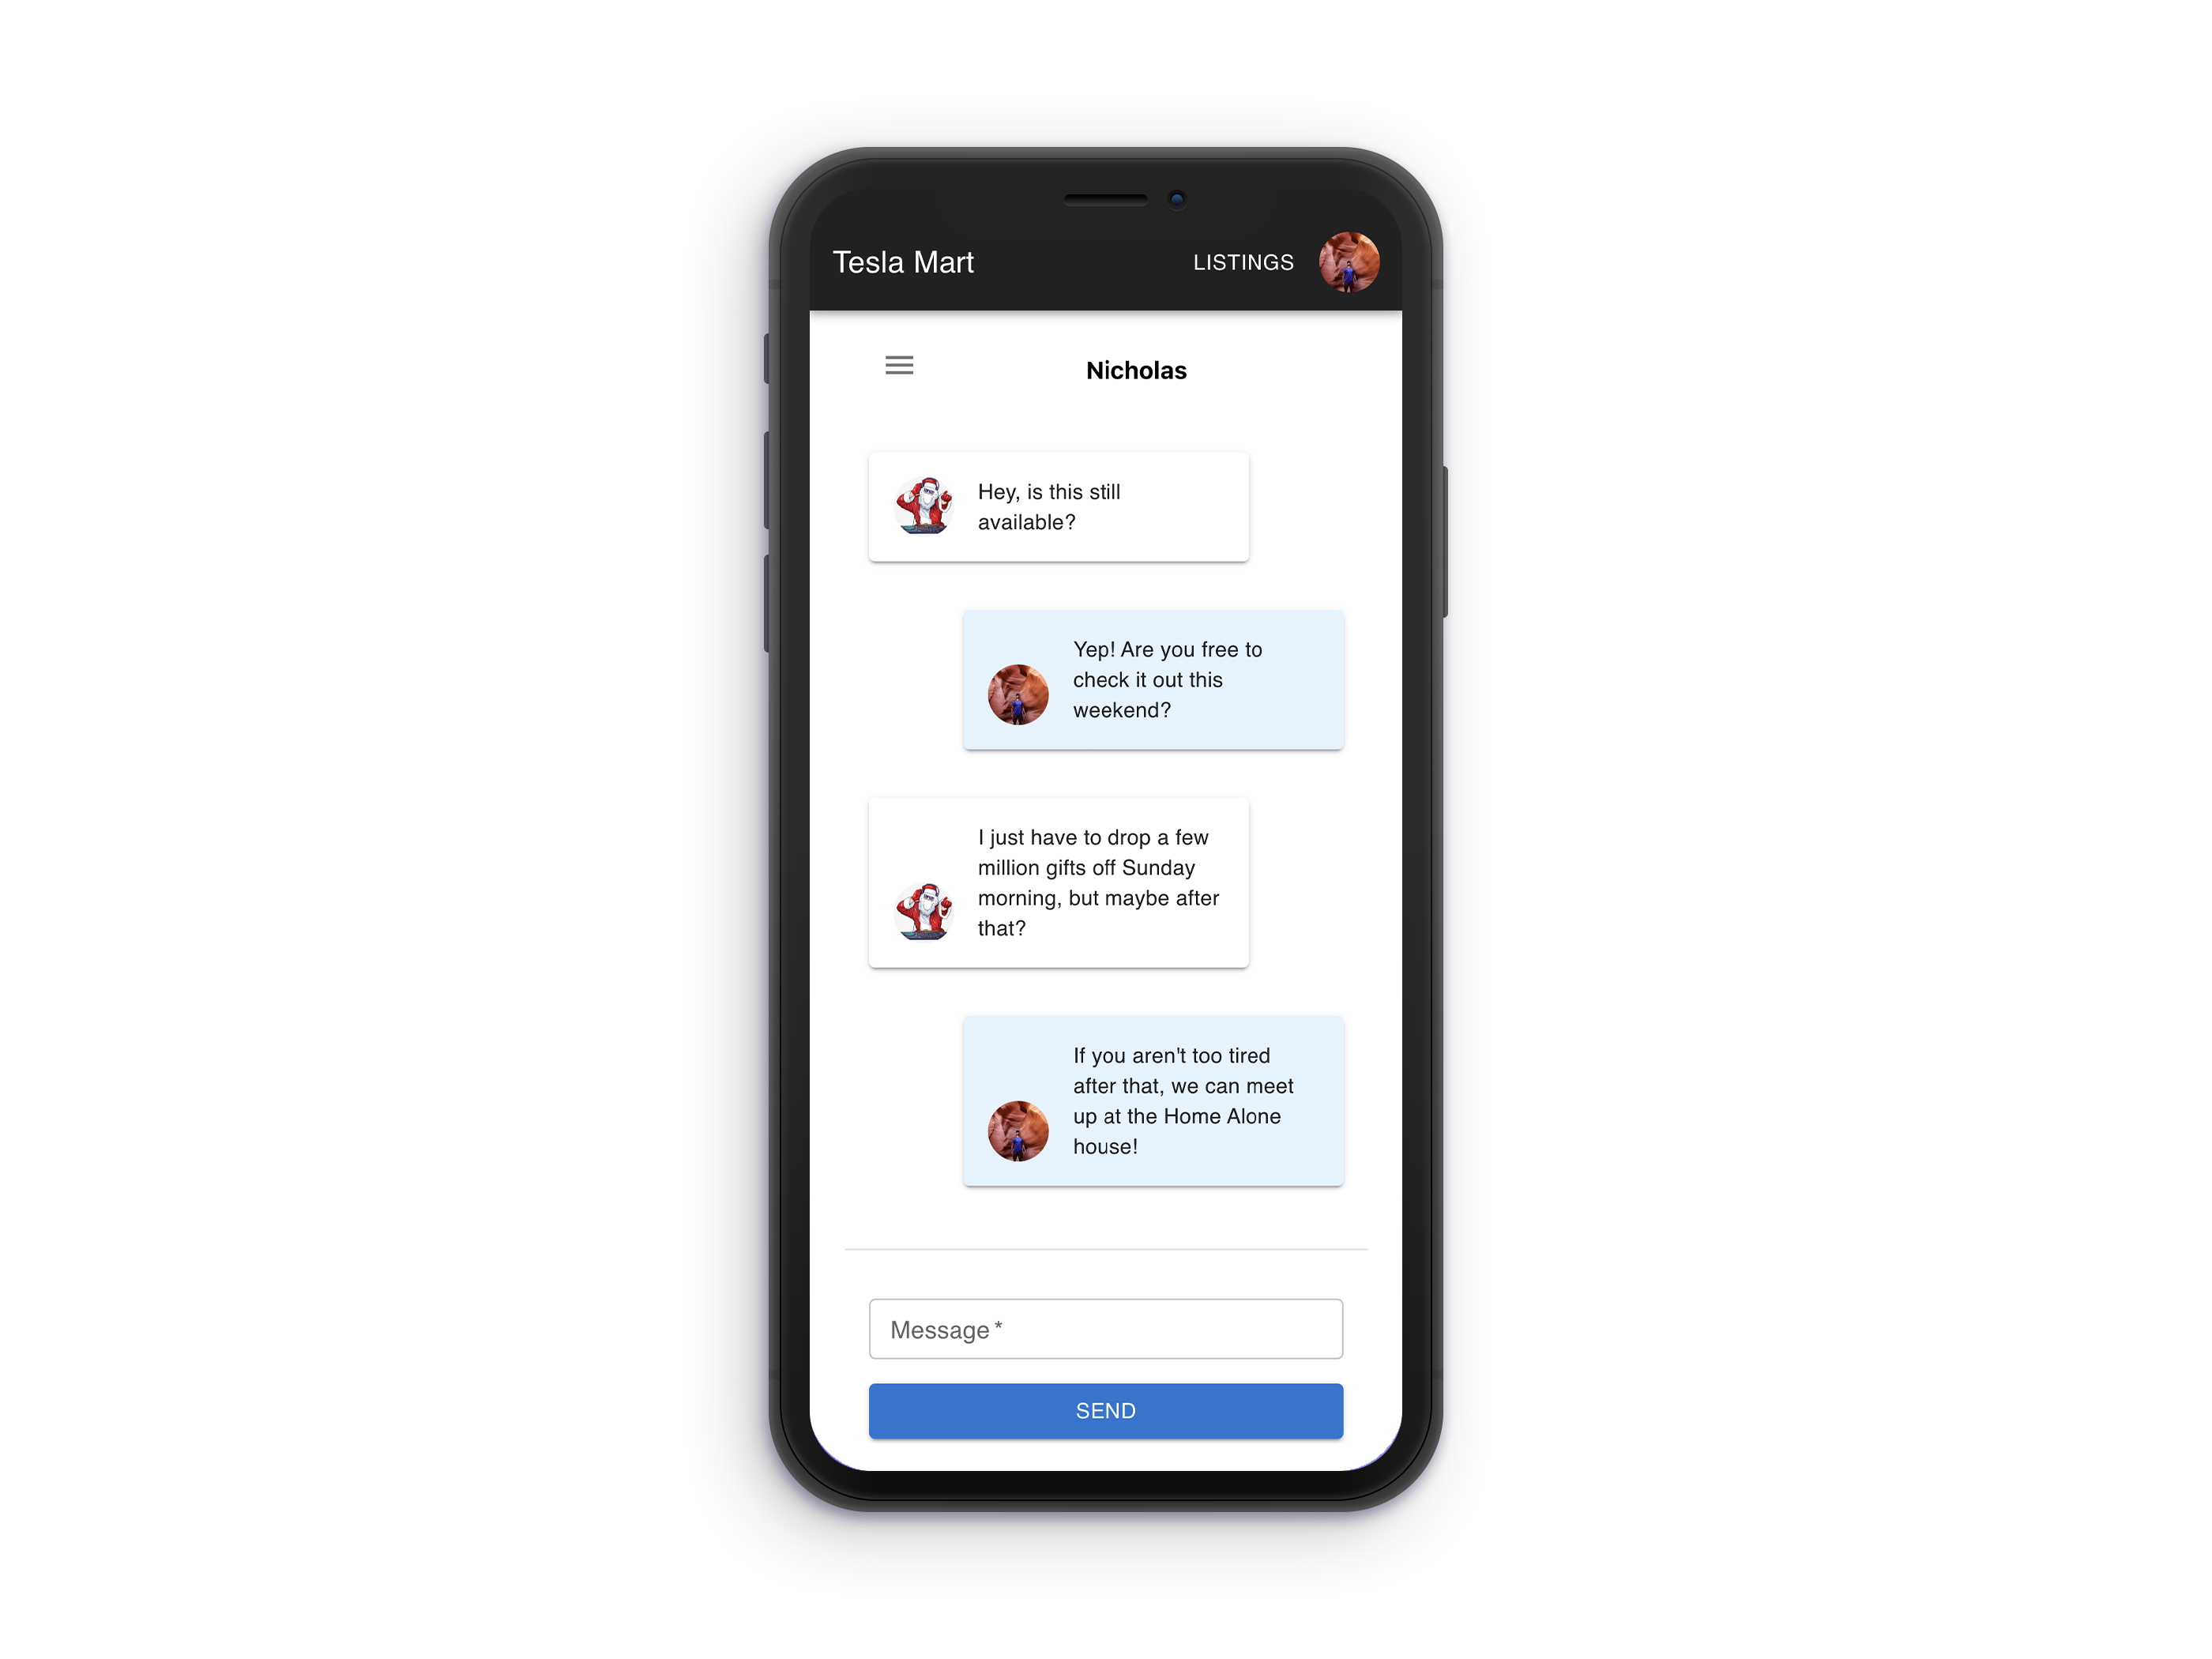 Tesla Mart
LISTINGS
Nicholas
Hey, is this still
available?
Yep! Are you free to
check it out this
weekend?
I just have to drop a few
million gifts off Sunday
morning, but maybe after
that?
If you aren't too tired
after that, we can meet
up at the Home Alone
house!
Message *
SEND